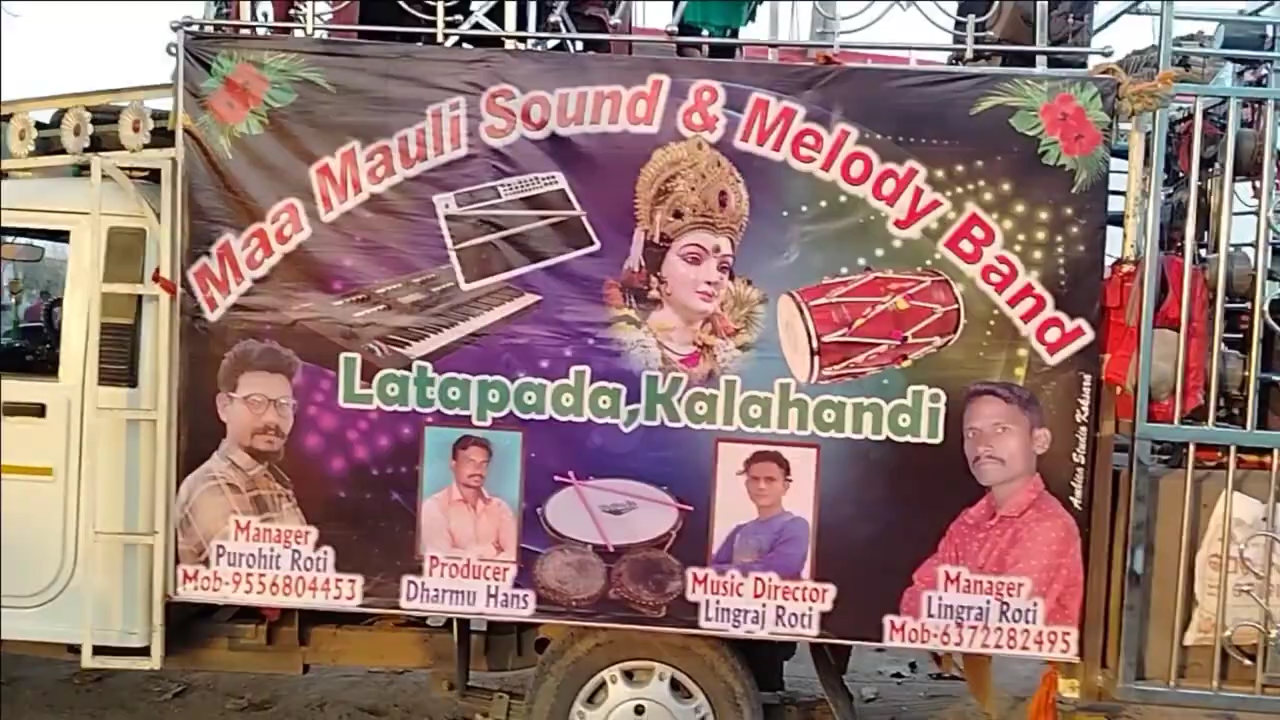 Maa Mauli Sound & Melody Band
Latapada,Kalahandi
Manager
Purohit Roti
Mob-9556804453
Producer
Dharmu Hans
Music Director
Lingraj Roti
Manager
Lingraj Roti
Mob-6372282495
Studio